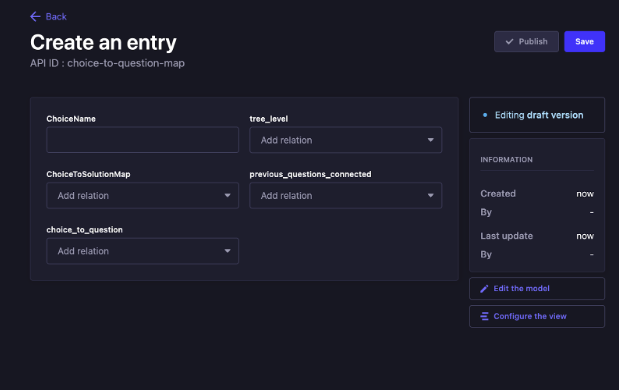 Back
Create an entry
API ID : choice-to-question-map
Publish
Save
ChoiceName
tree_level
Add relation
ChoiceToSolutionMap
previous_questions_connected
Add relation
Add relation
choice_to_question
Add relation
Editing draft version
INFORMATION
Created now
By -
Last update now
By -
Edit the model
Configure the view